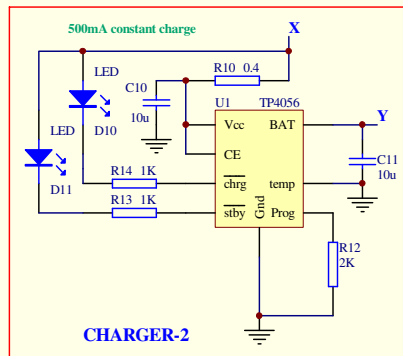 500mA constant charge
X
LED
R10 0.4
C10
10u
U1
TP4056
LED
D10
Vcc
BAT
Y
CE
C11
10u
D11
R14 1K
chrg
temp
R13 1K
stby
Gnd
Prog
R12
2K
CHARGER-2